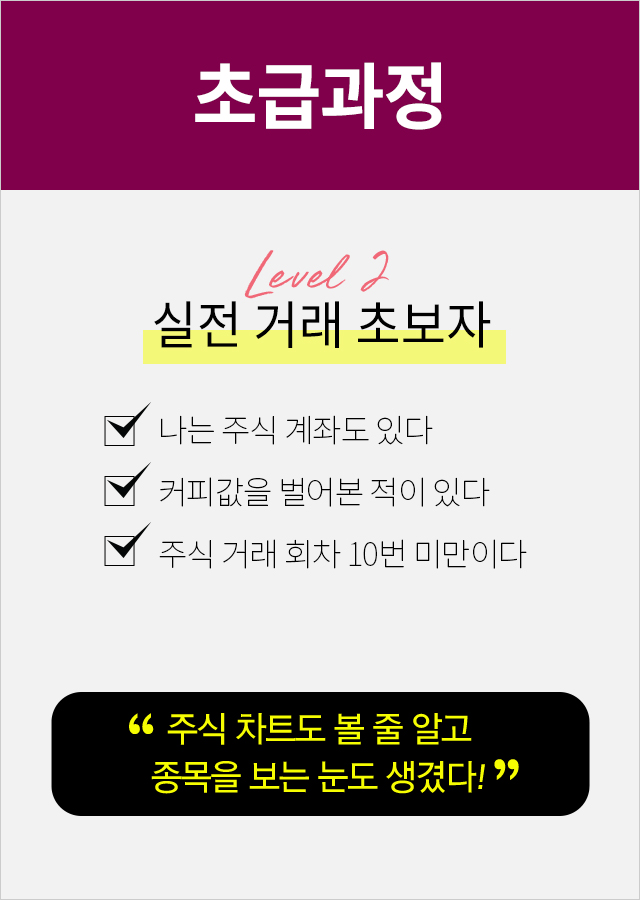 초급과정
Level 2
실전 거래 초보자
나는 주식 계좌도 있다
커피값을 벌어본 적이 있다
주식 거래 회차 10번 미만이다
“ 주식 차트도 볼 줄 알고
종목을 보는 눈도 생겼다! ”